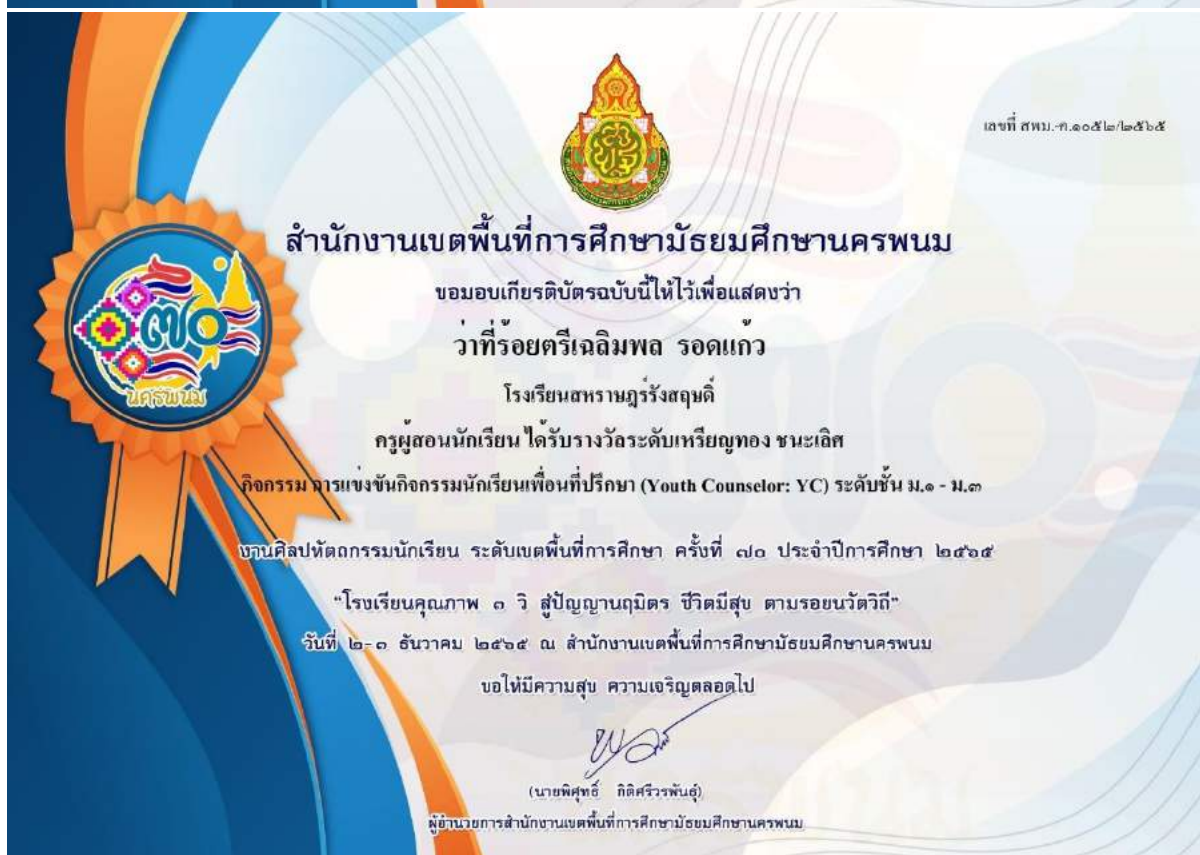 เลขที่ สพม.-ค.๑๐๕๒/๒๕๖๕
สำนักงานเขตพื้นที่การศึกษามัธยมศึกษานครพนม
ขอมอบเกียรติบัตรฉบับนี้ให้ไว้เพื่อแสดงว่า
ว่าที่ร้อยตรีเฉลิมพล รอดแก้ว
โรงเรียนสหราษฎร์รังสฤษดิ์
ครูผู้สอนนักเรียน ได้รับรางวัลระดับเหรียญทอง ชนะเลิศ
กิจกรรม การแข่งขันกิจกรรมนักเรียนเพื่อนที่ปรึกษา (Youth Counselor: YC) ระดับชั้น ม.๑ - ม.๓
งานศิลปหัตถกรรมนักเรียน ระดับเขตพื้นที่การศึกษา ครั้งที่ ๗๐ ประจำปีการศึกษา ๒๕๖๕
"โรงเรียนคุณภาพ ๓ วิ สู่ปัญญานฤมิตร ชีวิตมีสุข ตามรอยนวัตวิถี"
วันที่ ๒-๓ ธันวาคม ๒๕๖๕ ณ สำนักงานเขตพื้นที่การศึกษามัธยมศึกษานครพนม
ขอให้มีความสุข ความเจริญตลอดไป
(นายพิศุทธิ์ กิติศรีวรพันธุ์)
ผู้อำนวยการสำนักงานเขตพื้นที่การศึกษามัธยมศึกษานครพนม
๗๐
นครพนม